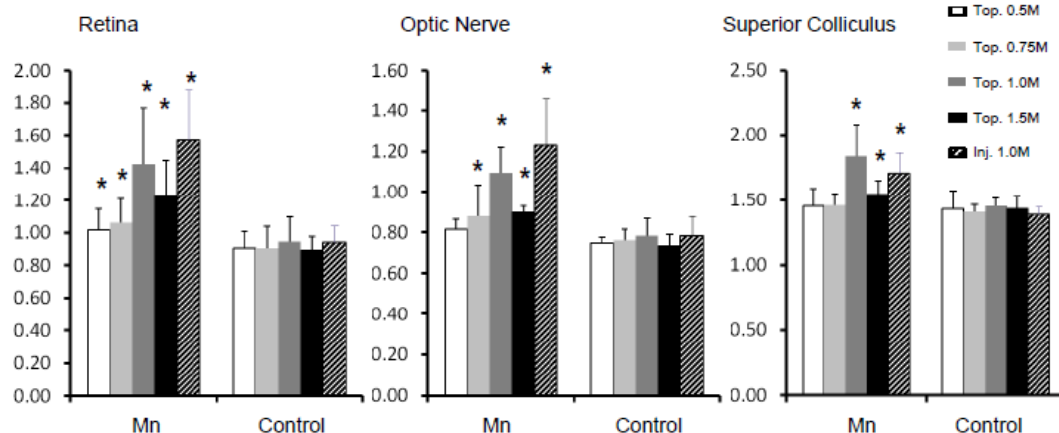 Retina
2.00
1.80
1.60
1.40
1.20
1.00
0.80
0.60
0.40
0.20
0.00
* * * * *
Mn Control
Optic Nerve
1.60
1.40
1.20
1.00
0.80
0.60
0.40
0.20
0.00
* * * *
Mn Control
Superior Colliculus
2.50
2.00
1.50
1.00
0.50
0.00
* * *
Mn Control
Top. 0.5M
Top. 0.75M
Top. 1.0M
Top. 1.5M
Inj. 1.0M